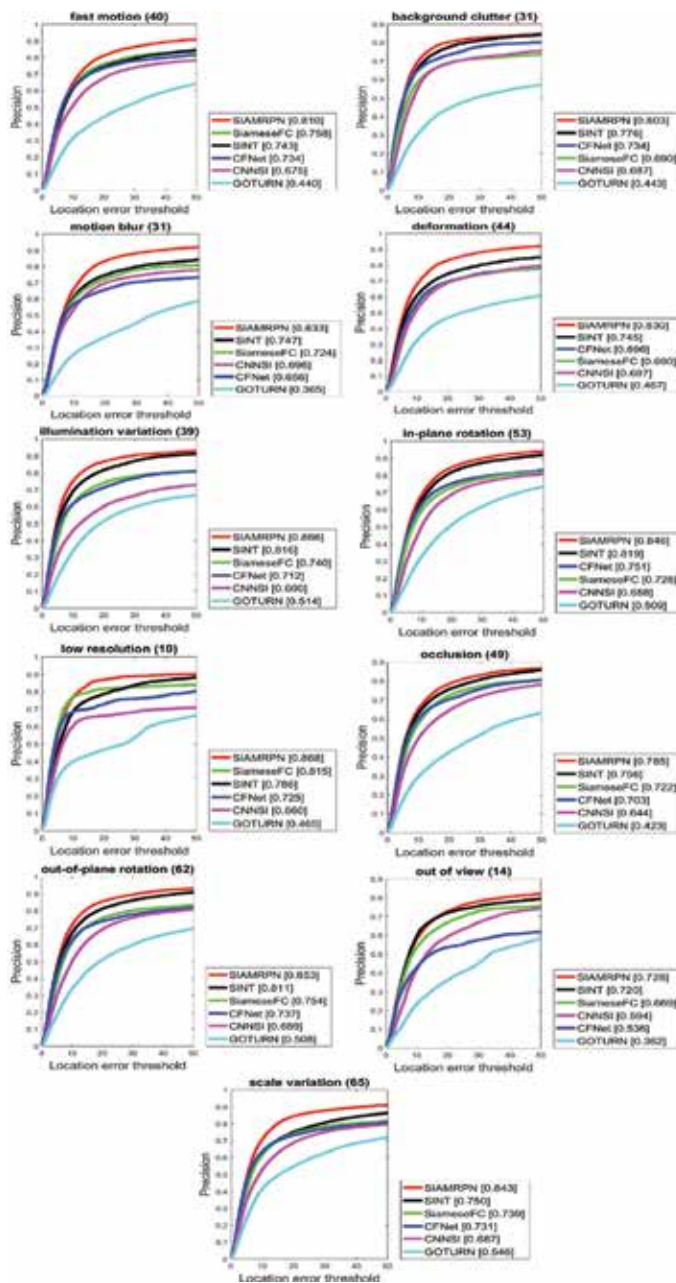 fast motion (40)
Precision
Location error threshold
SIAMRPN [0.810]
SiameseFC [0.758]
SINT [0.743]
CFNet [0.734]
CNNSI [0.675]
GOTURN [0.440]
background clutter (31)
Precision
Location error threshold
SIAMRPN [0.803]
SINT [0.776]
CFNet [0.734]
SiameseFC [0.690]
CNNSI [0.687]
GOTURN [0.443]
motion blur (31)
Precision
Location error threshold
SIAMRPN [0.833]
SINT [0.747]
SiameseFC [0.724]
CNNSI [0.696]
CFNet [0.656]
GOTURN [0.365]
deformation (44)
Precision
Location error threshold
SIAMRPN [0.830]
SINT [0.745]
CFNet [0.696]
SiameseFC [0.690]
CNNSI [0.687]
GOTURN [0.467]
illumination variation (39)
Precision
Location error threshold
SIAMRPN
SINT [0.816]
SiameseFC [0.740]
CFNet [0.712]
CNNSI [0.600]
GOTURN [0.514]
in-plane rotation (53)
Precision
Location error threshold
SIAMRPN [0.846]
SINT [0.819]
CFNet [0.751]
SiameseFC
CNNSI
GOTURN [0.509]
low resolution (10)
Precision
Location error threshold
SIAMRPN [0.868]
SiameseFC [0.815]
SINT [0.786]
CFNet [0.725]
CNNSI [0.660]
GOTURN [0.465]
occlusion (49)
Precision
Location error threshold
SIAMRPN [0.785]
SINT
SiameseFC [0.722]
CFNet [0.703]
CNNSI [0.644]
GOTURN [0.423]
out-of-plane rotation (62)
Precision
Location error threshold
SIAMRPN [0.853]
SINT [0.811]
SiameseFC [0.754]
CFNet [0.737]
CNNSI [0.689]
GOTURN [0.508]
out of view (14)
Precision
Location error threshold
SIAMRPN
SINT [0.720]
SiameseFC [0.669]
CNNSI [0.594]
CFNet [0.536]
GOTURN [0.362]
scale variation (65)
Precision
Location error threshold
SIAMRPN [0.843]
SINT
SiameseFC [0.739]
CFNet [0.731]
CNNSI [0.687]
GOTURN [0.546]